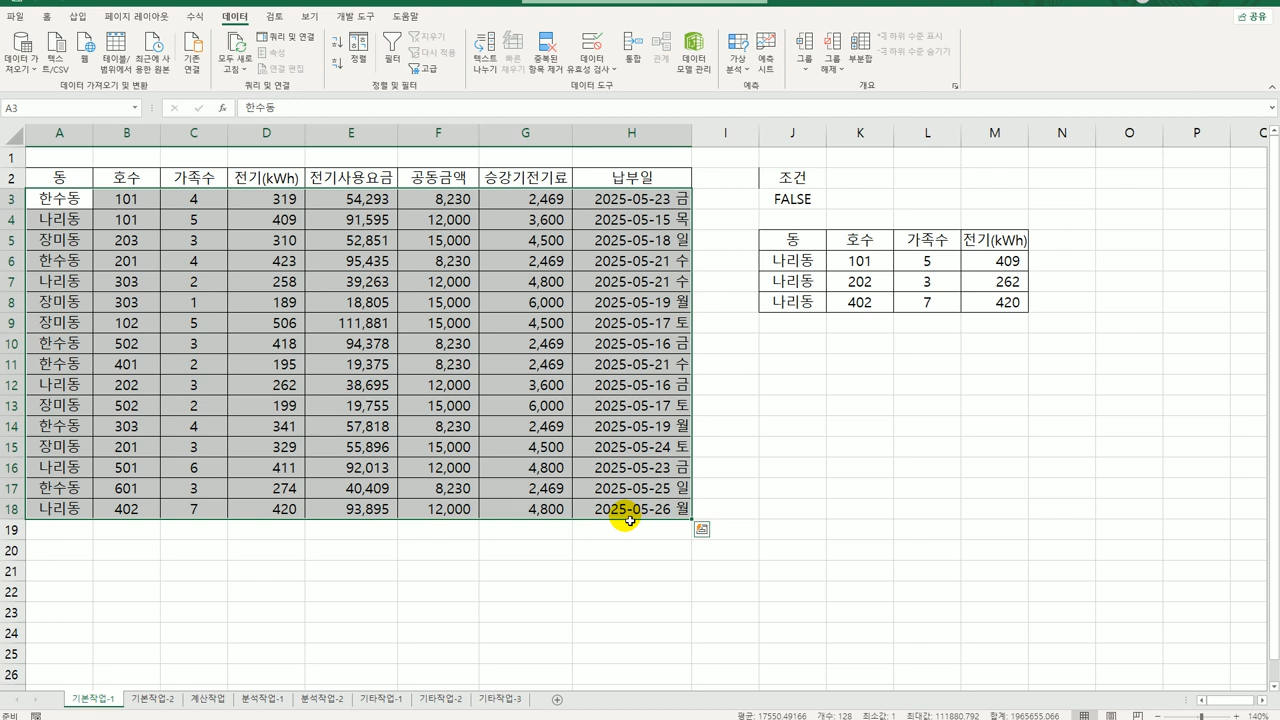 파일 홈 삽입 페이지 레이아웃 수식 데이터 검토 보기 개발 도구 도움말 공유
데이터 가져오기 텍스트/CSV 웹 테이블/범위에서 최근에 사용한 원본 기존 연결
모두 새로 고침 쿼리 및 연결 속성 연결 편집
정렬 필터 지우기 다시 적용 고급
텍스트 나누기 빠른 채우기 중복된 항목 제거 데이터 유효성 검사 통합 관계 데이터 모델 관리
가상 분석 예측 시트 그룹 그룹 해제 부분합 하위 수준 표시 하위 수준 숨기기
데이터 가져오기 및 변환 쿼리 및 연결 정렬 및 필터 데이터 도구 예측 개요
A3 fx 한수동
A B C D E F G H I J K L M N O P C
1
2 동 호수 가족수 전기(kWh) 전기사용요금 공동금액 승강기전기료 납부일 조건
3 한수동 101 4 319 54,293 8,230 2,469 2025-05-23 금 FALSE
4 나리동 101 5 409 91,595 12,000 3,600 2025-05-15 목
5 장미동 203 3 310 52,851 15,000 4,500 2025-05-18 일 동 호수 가족수 전기(kWh)
6 한수동 201 4 423 95,435 8,230 2,469 2025-05-21 수 나리동 101 5 409
7 나리동 303 2 258 39,263 12,000 4,800 2025-05-21 수 나리동 202 3 262
8 장미동 303 1 189 18,805 15,000 6,000 2025-05-19 월 나리동 402 7 420
9 장미동 102 5 506 111,881 15,000 4,500 2025-05-17 토
10 한수동 502 3 418 94,378 8,230 2,469 2025-05-16 금
11 한수동 401 2 195 19,375 8,230 2,469 2025-05-21 수
12 나리동 202 3 262 38,695 12,000 3,600 2025-05-16 금
13 장미동 502 2 199 19,755 15,000 6,000 2025-05-17 토
14 한수동 303 4 341 57,818 8,230 2,469 2025-05-19 월
15 장미동 201 3 329 55,896 15,000 4,500 2025-05-24 토
16 나리동 501 6 411 92,013 12,000 4,800 2025-05-23 금
17 한수동 601 3 274 40,409 8,230 2,469 2025-05-25 일
18 나리동 402 7 420 93,895 12,000 4,800 2025-05-26 월
19
20
21
22
23
24
25
26
기본작업-1 기본작업-2 계산작업 분석작업-1 분석작업-2 기타작업-1 기타작업-2 기타작업-3
준비 평균: 17550.49166 개수: 128 최소값: 1 최대값: 111880.792 합계: 1965655.066 140%